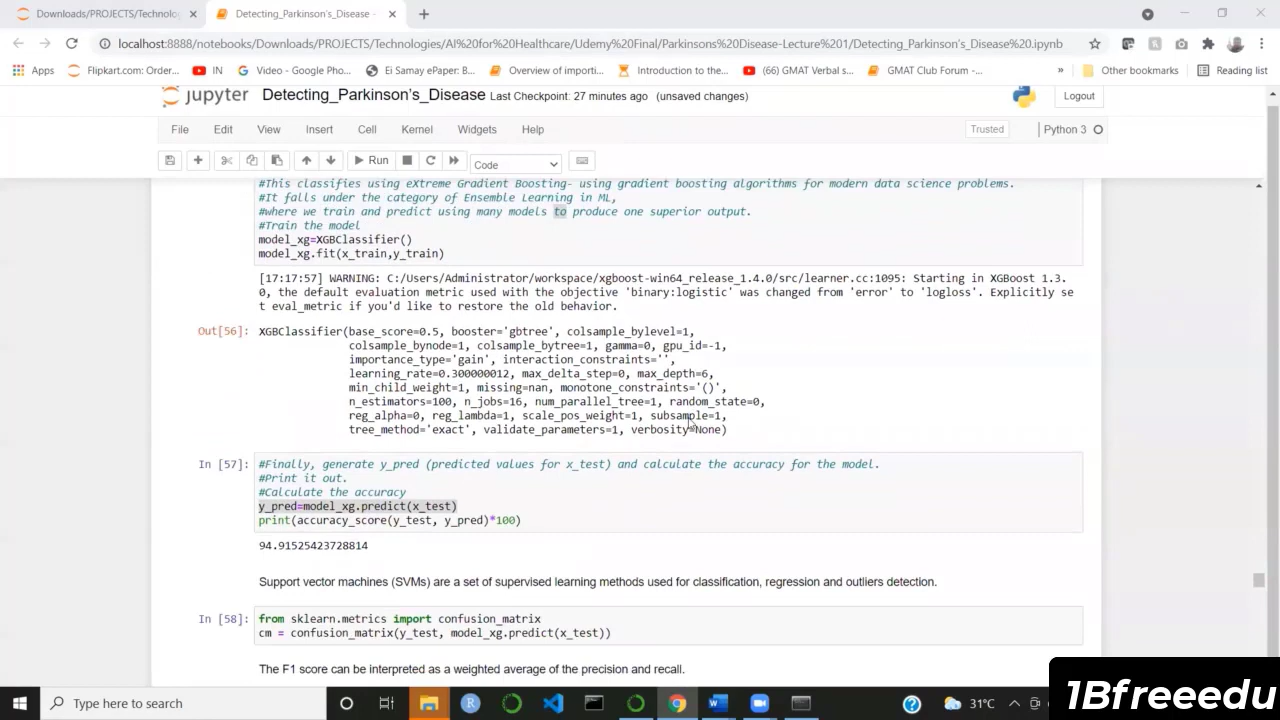 Downloads/PROJECTS/Technolog
Detecting_Parkinson's_Disease -
localhost:8888/notebooks/Downloads/PROJECTS/Technologies/AI%20for%20Healthcare/Udemy%20Final/Parkinsons%20Disease-Lecture%201/Detecting_Parkinson's_Disease%20.ipynb
Apps Flipkart.com: Order... IN Video - Google Pho... Ei Samay ePaper: B... Overview of importi... Introduction to the... (66) GMAT Verbal s... GMAT Club Forum -... » Other bookmarks Reading list
jupyter Detecting_Parkinson's_Disease Last Checkpoint: 27 minutes ago (unsaved changes) Logout
File Edit View Insert Cell Kernel Widgets Help Trusted Python 3
Run Code
#This classifies using eXtreme Gradient Boosting- using gradient boosting algorithms for modern data science problems.
#It falls under the category of Ensemble Learning in ML,
#where we train and predict using many models to produce one superior output.
#Train the model
model_xg=XGBClassifier()
model_xg.fit(x_train,y_train)
[17:17:57] WARNING: C:/Users/Administrator/workspace/xgboost-win64_release_1.4.0/src/learner.cc:1095: Starting in XGBoost 1.3.
0, the default evaluation metric used with the objective 'binary:logistic' was changed from 'error' to 'logloss'. Explicitly se
t eval_metric if you'd like to restore the old behavior.
Out[56]: XGBClassifier(base_score=0.5, booster='gbtree', colsample_bylevel=1,
colsample_bynode=1, colsample_bytree=1, gamma=0, gpu_id=-1,
importance_type='gain', interaction_constraints='',
learning_rate=0.300000012, max_delta_step=0, max_depth=6,
min_child_weight=1, missing=nan, monotone_constraints='()',
n_estimators=100, n_jobs=16, num_parallel_tree=1, random_state=0,
reg_alpha=0, reg_lambda=1, scale_pos_weight=1, subsample=1,
tree_method='exact', validate_parameters=1, verbosity=None)
In [57]: #Finally, generate y_pred (predicted values for x_test) and calculate the accuracy for the model.
#Print it out.
#Calculate the accuracy
y_pred=model_xg.predict(x_test)
print(accuracy_score(y_test, y_pred)*100)
94.91525423728814
Support vector machines (SVMs) are a set of supervised learning methods used for classification, regression and outliers detection.
In [58]: from sklearn.metrics import confusion_matrix
cm = confusion_matrix(y_test, model_xg.predict(x_test))
The F1 score can be interpreted as a weighted average of the precision and recall.
Type here to search
31°C
1Bfreeedu